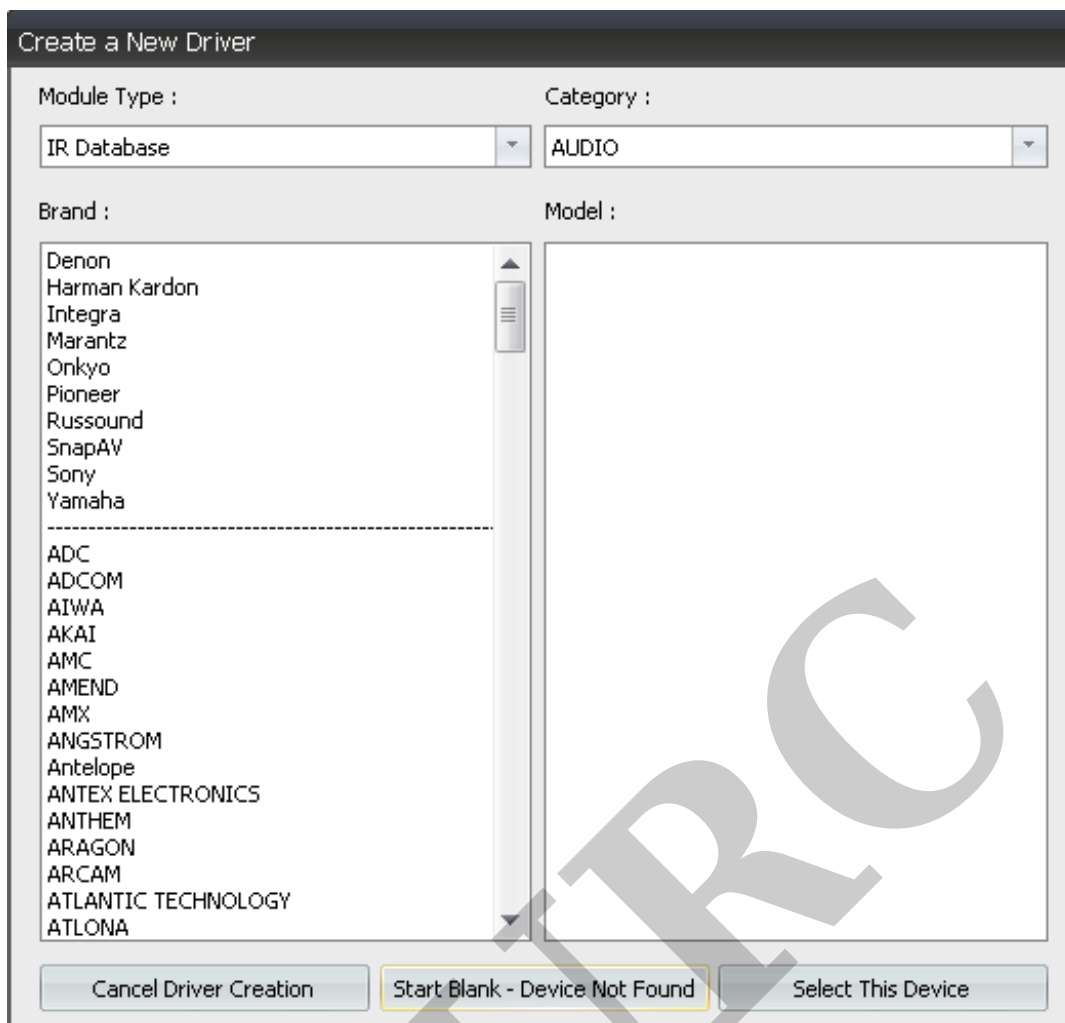 Create a New Driver
Module Type :
Category :
IR Database
AUDIO
Brand :
Model :
Denon
Harman Kardon
Integra
Marantz
Onkyo
Pioneer
Russound
SnapAV
Sony
Yamaha
----------------------------------------------------
ADC
ADCOM
AIWA
AKAI
AMC
AMEND
AMX
ANGSTROM
Antelope
ANTEX ELECTRONICS
ANTHEM
ARAGON
ARCAM
ATLANTIC TECHNOLOGY
ATLONA
Cancel Driver Creation
Start Blank - Device Not Found
Select This Device
URC